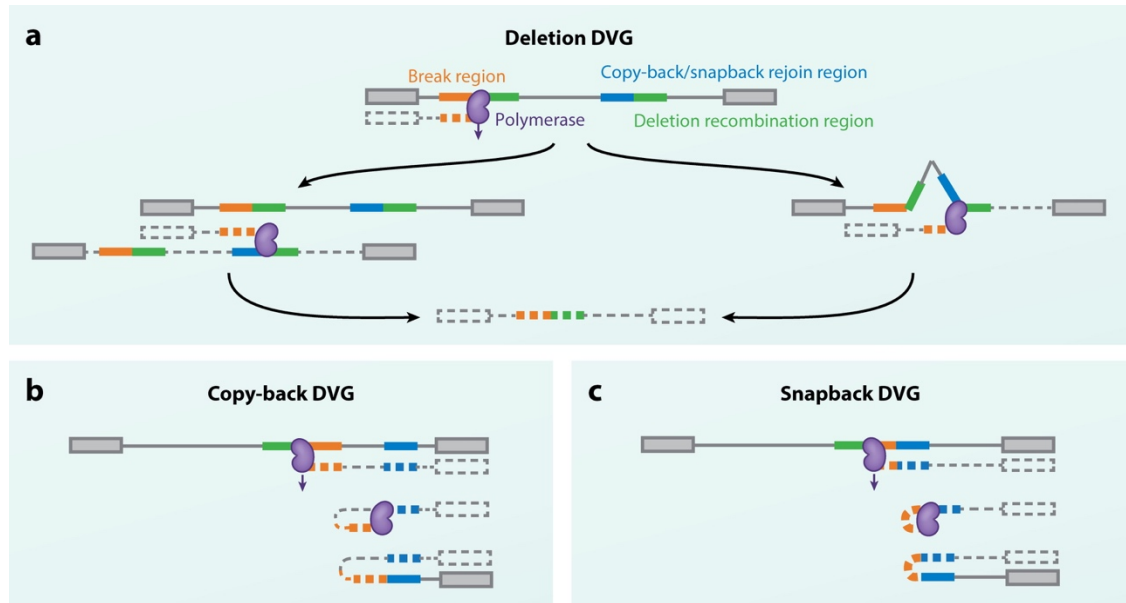 a
Deletion DVG
Break region
Copy-back/snapback rejoin region
Polymerase
Deletion recombination region
b
Copy-back DVG
c
Snapback DVG